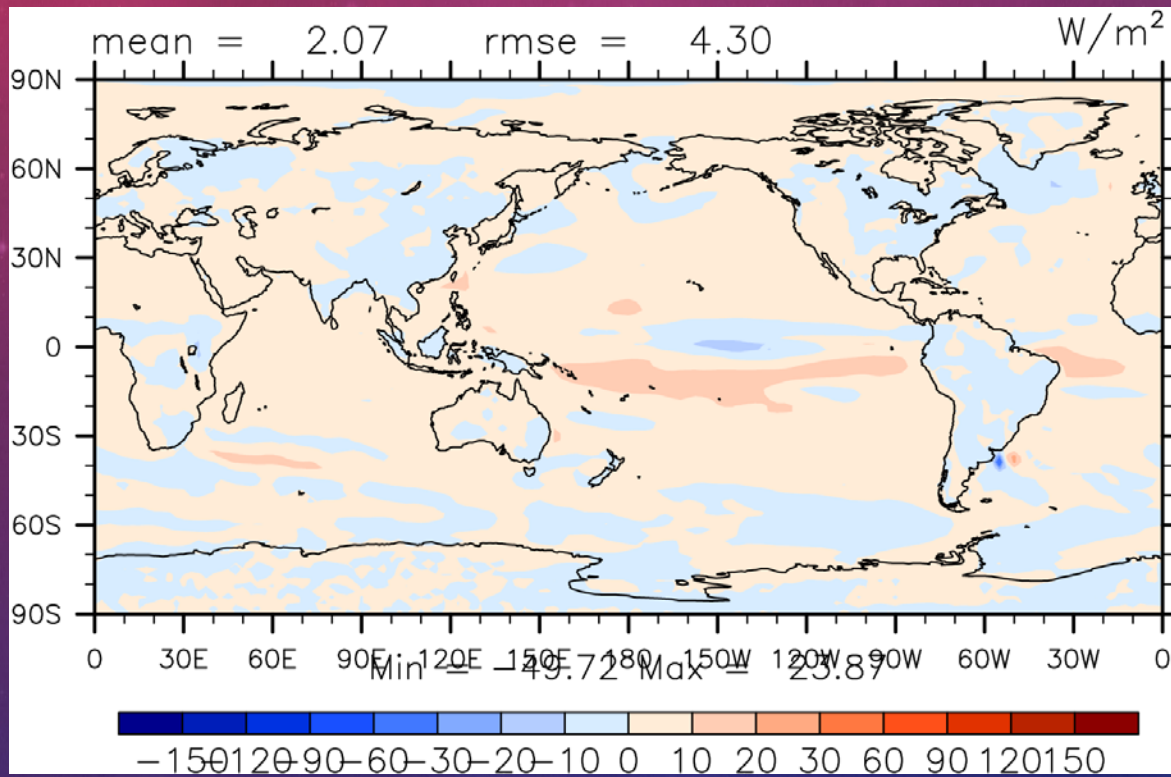 mean = 2.07 rmse = 4.30 W/m²
90N
60N
30N
0
30S
60S
90S
0 30E 60E 90E 120E 150E 180 150W 120W 90W 60W 30W 0
Min = −49.72 Max = 23.87
−150 −120 −90 −60 −30 −20 −10 0 10 20 30 60 90 120 150